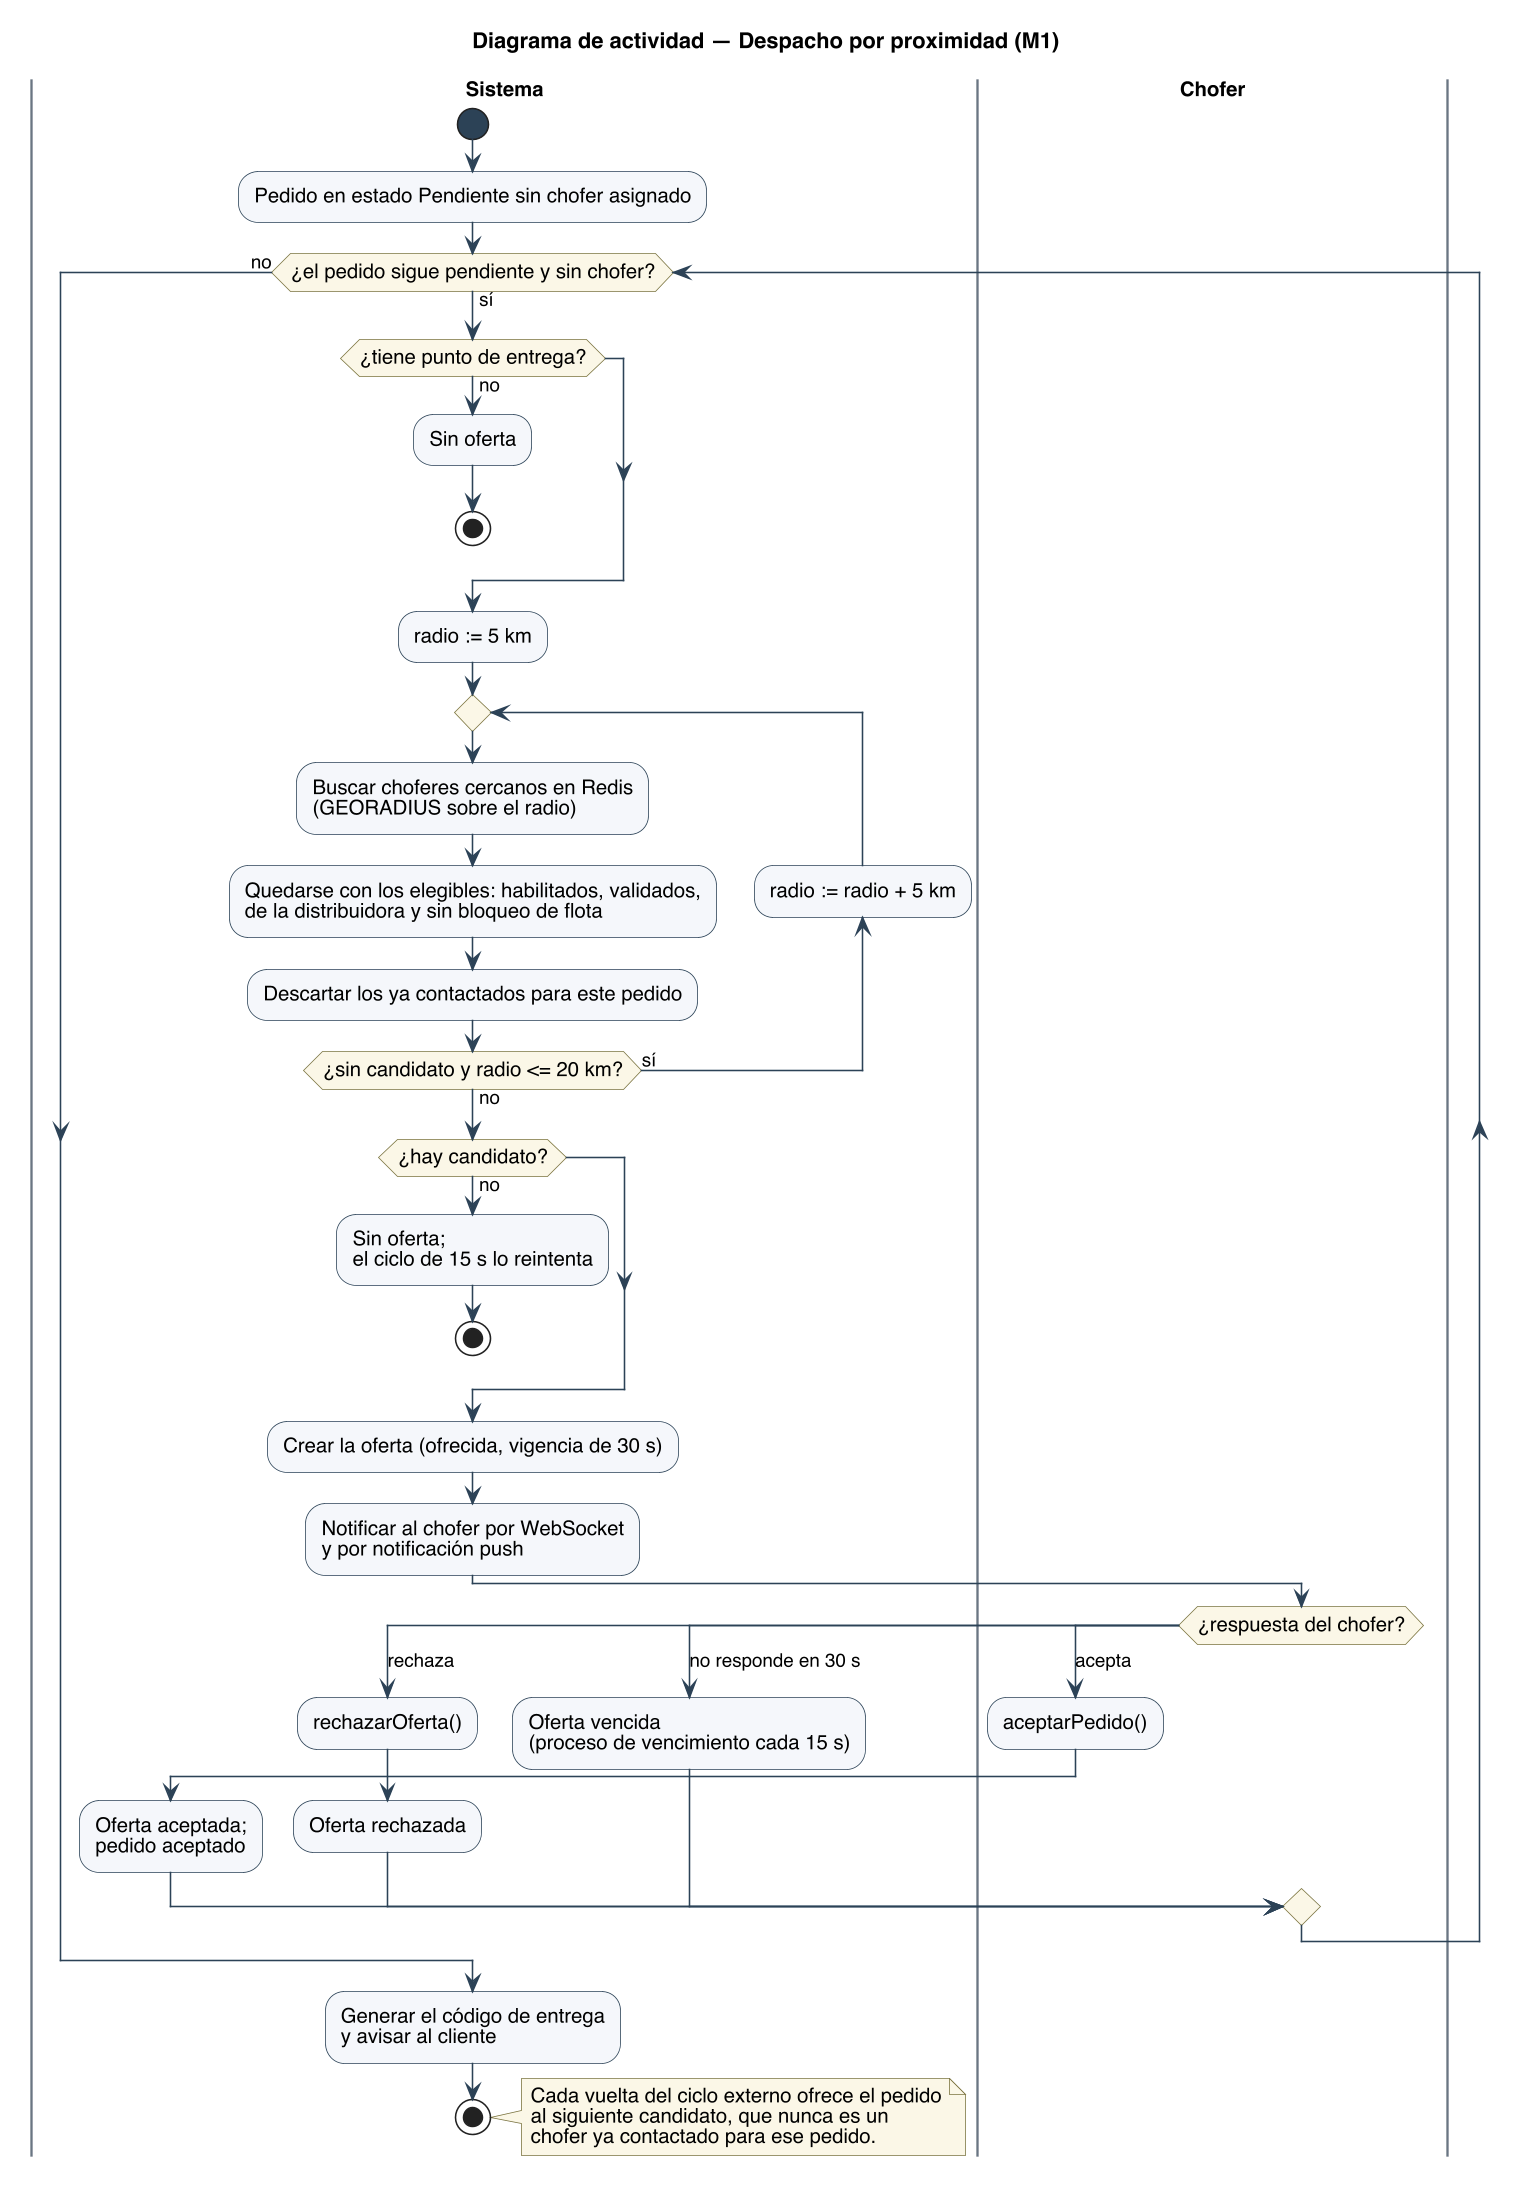 Diagrama de actividad — Despacho por proximidad (M1)
Sistema
Chofer
Pedido en estado Pendiente sin chofer asignado
no
¿el pedido sigue pendiente y sin chofer?
sí
¿tiene punto de entrega?
no
Sin oferta
radio := 5 km
Buscar choferes cercanos en Redis
(GEORADIUS sobre el radio)
Quedarse con los elegibles: habilitados, validados,
de la distribuidora y sin bloqueo de flota
radio := radio + 5 km
Descartar los ya contactados para este pedido
¿sin candidato y radio <= 20 km?
sí
no
¿hay candidato?
no
Sin oferta;
el ciclo de 15 s lo reintenta
Crear la oferta (ofrecida, vigencia de 30 s)
Notificar al chofer por WebSocket
y por notificación push
¿respuesta del chofer?
rechaza
no responde en 30 s
acepta
rechazarOferta()
Oferta vencida
(proceso de vencimiento cada 15 s)
aceptarPedido()
Oferta aceptada;
pedido aceptado
Oferta rechazada
Generar el código de entrega
y avisar al cliente
Cada vuelta del ciclo externo ofrece el pedido
al siguiente candidato, que nunca es un
chofer ya contactado para ese pedido.